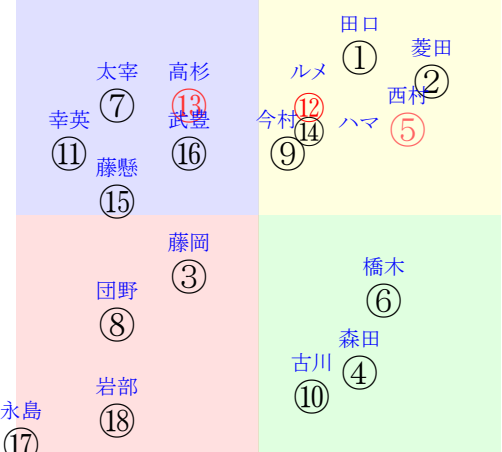 田口
①
菱田
②
太宰
⑦
高杉
⑬
ルメ
⑫
西村
⑤
幸英
⑪
武豊
⑯
今村
⑨
ハマ
⑭
藤懸
⑮
藤岡
③
橋木
⑥
団野
⑧
森田
④
古川
⑩
岩部
⑱
永島
⑰